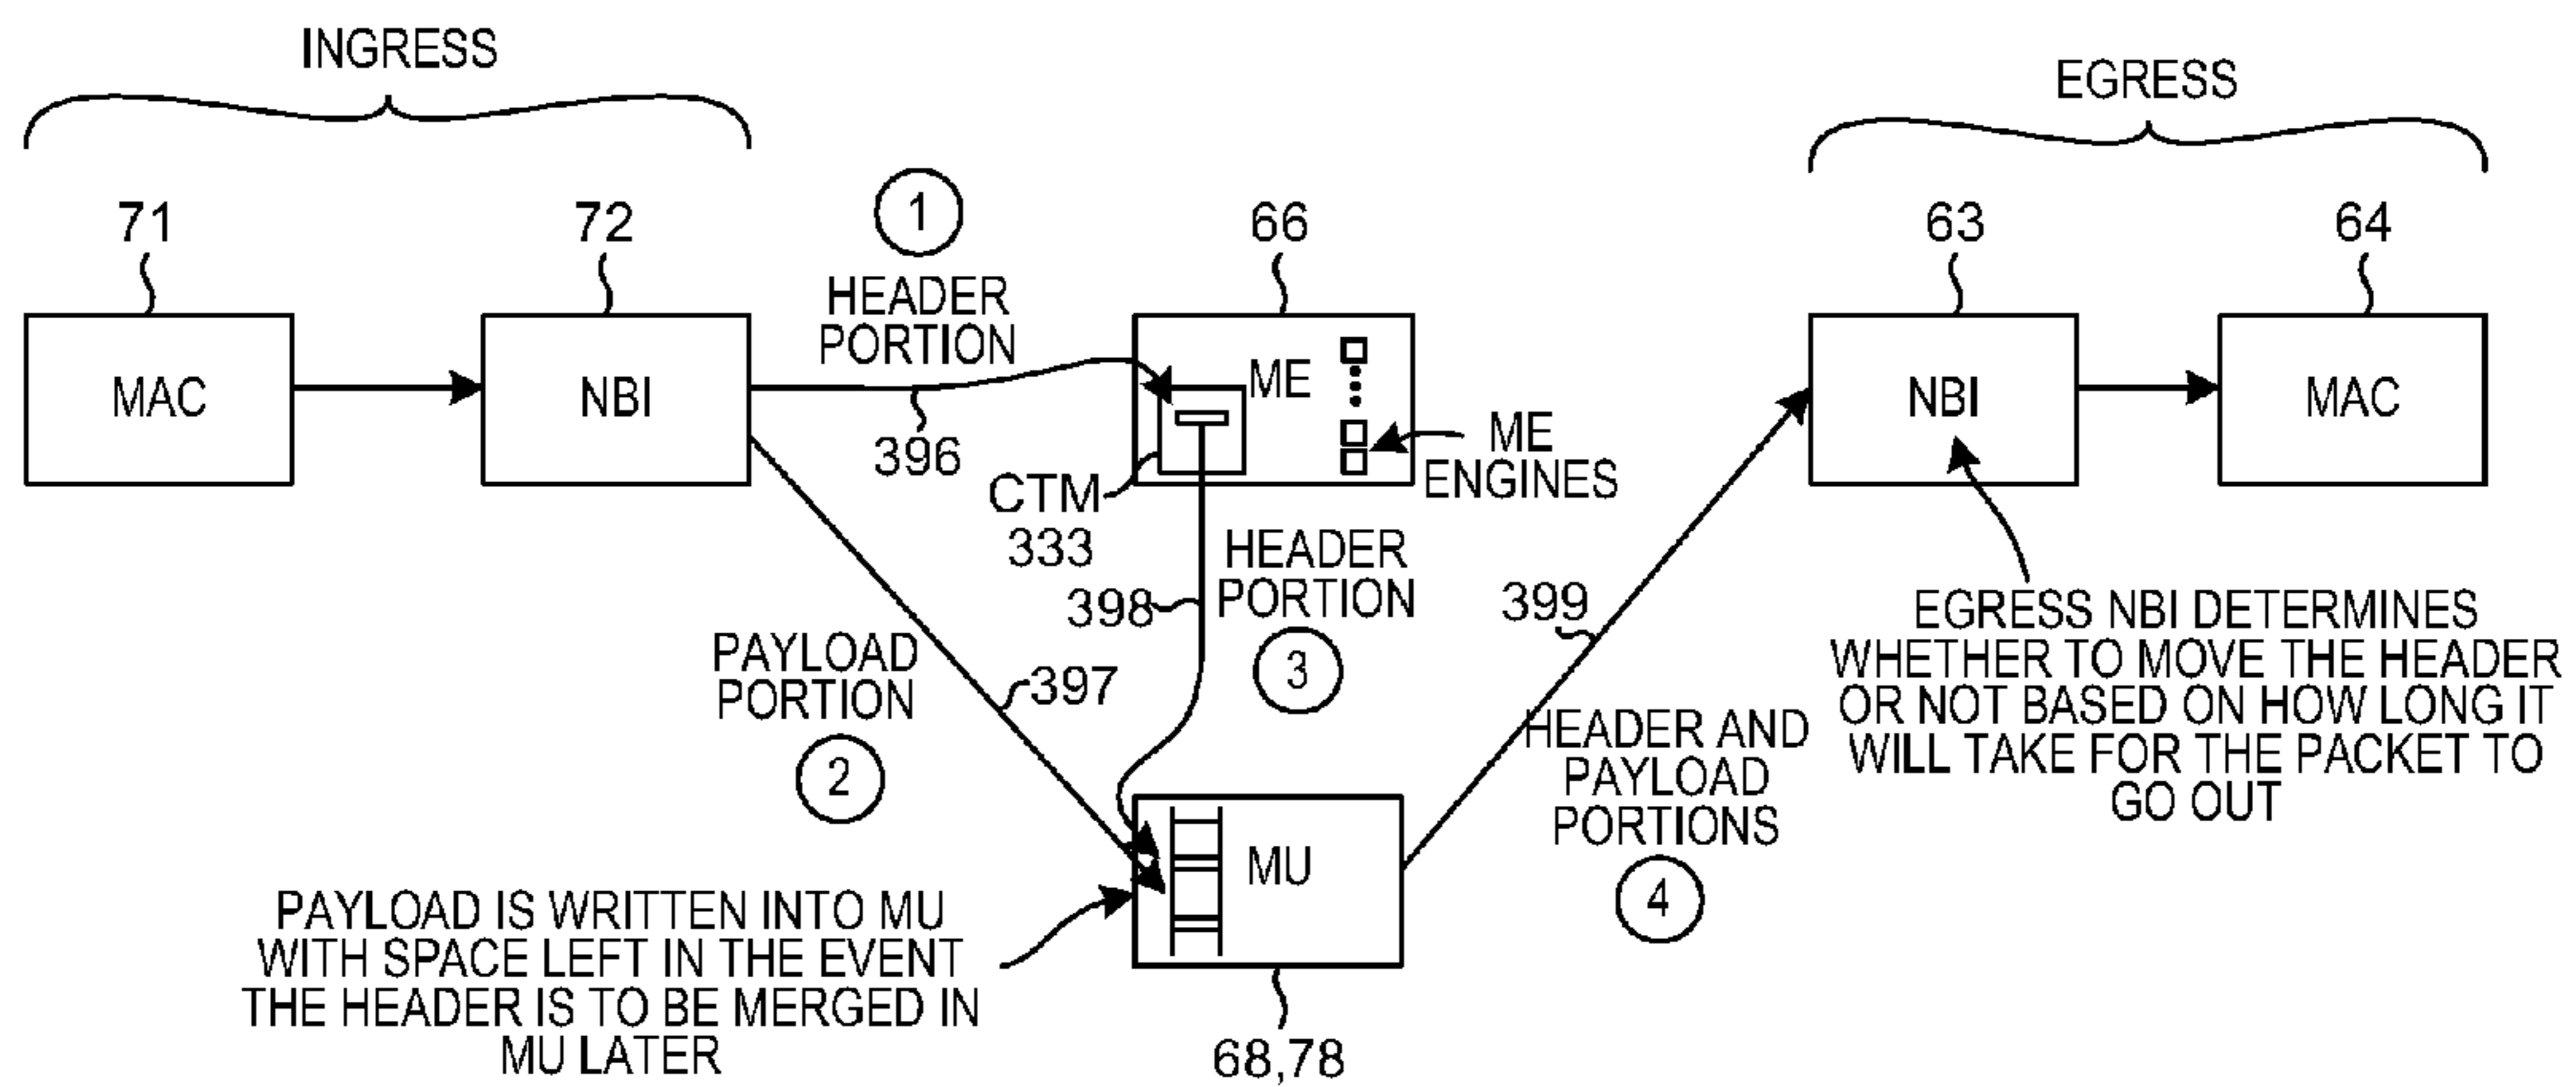 INGRESS
EGRESS
71
72
1
66
63
64
HEADER
PORTION
MAC
NBI
ME
NBI
MAC
396
ME
ENGINES
CTM
333
HEADER
PORTION
398
3
399
PAYLOAD
PORTION
397
2
EGRESS NBI DETERMINES
WHETHER TO MOVE THE HEADER
OR NOT BASED ON HOW LONG IT
WILL TAKE FOR THE PACKET TO
GO OUT
HEADER AND
PAYLOAD
PORTIONS
4
MU
PAYLOAD IS WRITTEN INTO MU
WITH SPACE LEFT IN THE EVENT
THE HEADER IS TO BE MERGED IN
MU LATER
68,78